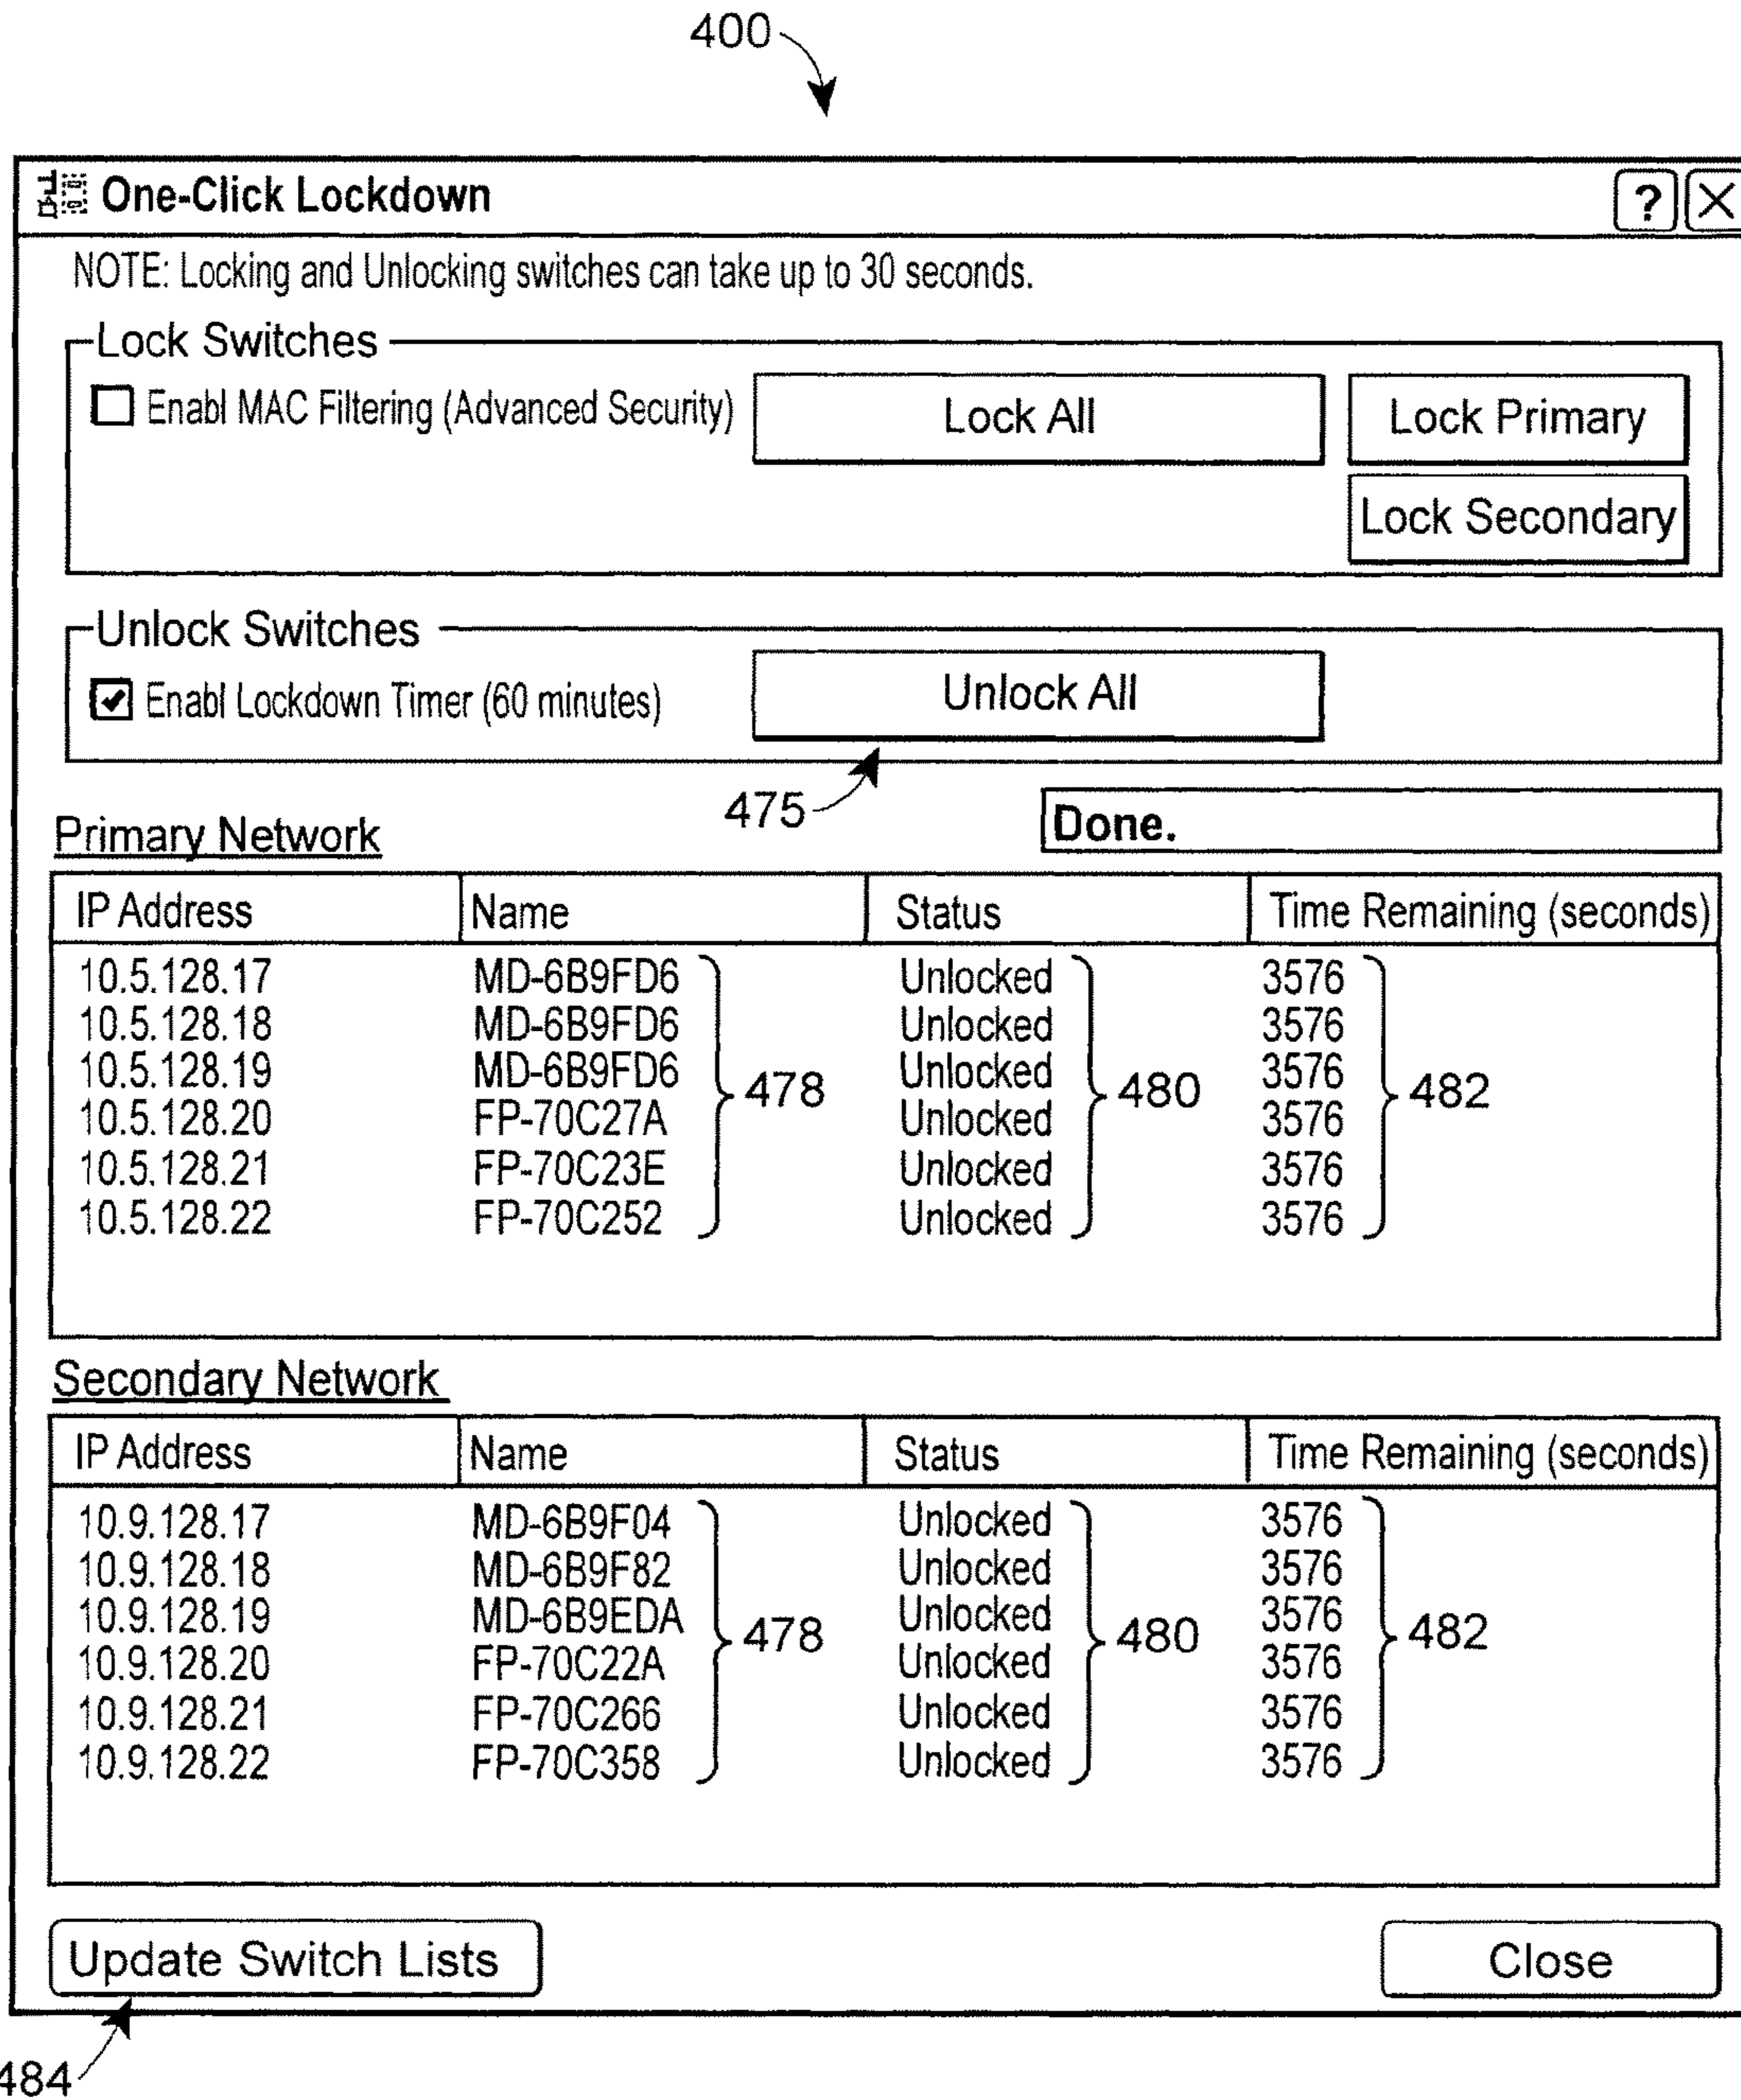 400
One-Click Lockdown ? X
NOTE: Locking and Unlocking switches can take up to 30 seconds.
Lock Switches
Enabl MAC Filtering (Advanced Security) Lock All Lock Primary
Lock Secondary
Unlock Switches
Enabl Lockdown Timer (60 minutes) Unlock All
475
Primary Network Done.
IP Address Name Status Time Remaining (seconds)
10.5.128.17 MD-6B9FD6 Unlocked 3576
10.5.128.18 MD-6B9FD6 Unlocked 3576
10.5.128.19 MD-6B9FD6 Unlocked 3576
478 480 482
10.5.128.20 FP-70C27A Unlocked 3576
10.5.128.21 FP-70C23E Unlocked 3576
10.5.128.22 FP-70C252 Unlocked 3576
Secondary Network
IP Address Name Status Time Remaining (seconds)
10.9.128.17 MD-6B9F04 Unlocked 3576
10.9.128.18 MD-6B9F82 Unlocked 3576
10.9.128.19 MD-6B9EDA Unlocked 3576
478 480 482
10.9.128.20 FP-70C22A Unlocked 3576
10.9.128.21 FP-70C266 Unlocked 3576
10.9.128.22 FP-70C358 Unlocked 3576
Update Switch Lists Close
484